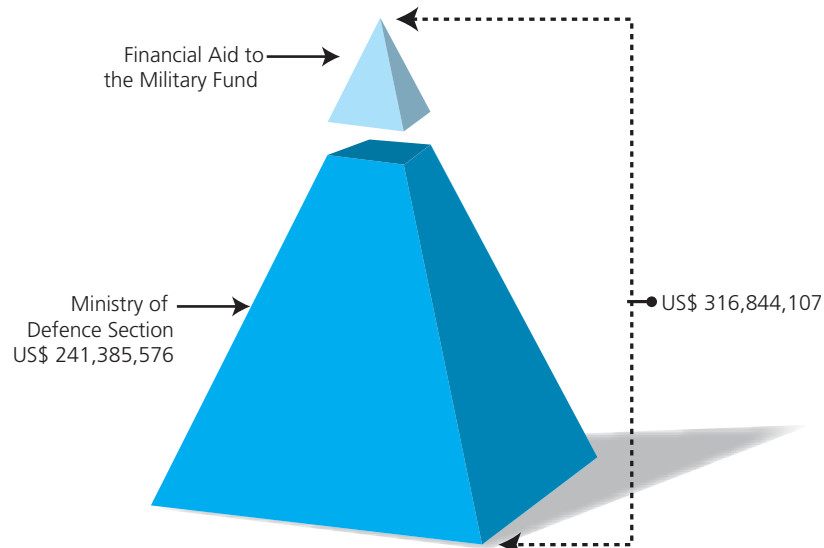 Financial Aid to
the Military Fund
Ministry of
Defence Section
US$ 241,385,576
US$ 316,844,107